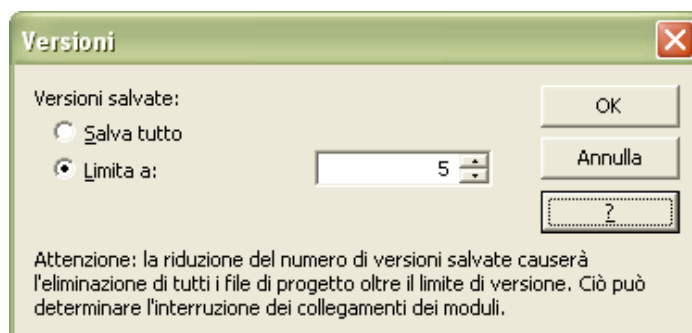 Versioni
Versioni salvate:
Salva tutto
Limita a:
5
OK
Annulla
?
Attenzione: la riduzione del numero di versioni salvate causerà
l'eliminazione di tutti i file di progetto oltre il limite di versione. Ciò può
determinare l'interruzione dei collegamenti dei moduli.